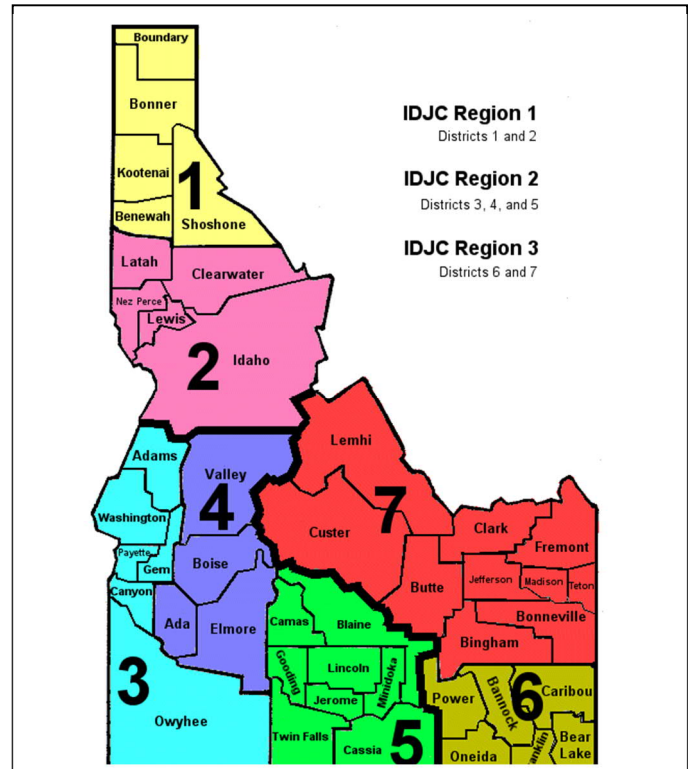 Boundary
Bonner
IDJC Region 1
Districts 1 and 2
Kootenai
1
IDJC Region 2
Districts 3, 4, and 5
Benewah
Shoshone
IDJC Region 3
Districts 6 and 7
Latah
Clearwater
Nez Perce
Lewis
2
Idaho
Lemhi
Adams
Valley
4
7
Washington
Custer
Clark
Payette
Fremont
Gem
Boise
Butte
Jefferson
Madison
Teton
Canyon
Ada
Elmore
Camas
Blaine
Bonneville
Bingham
3
Gooding
Lincoln
Minidoka
Jerome
Power
Bannock
6
Caribou
Owyhee
Twin Falls
Cassia
5
Oneida
anklin
Bear
Lake